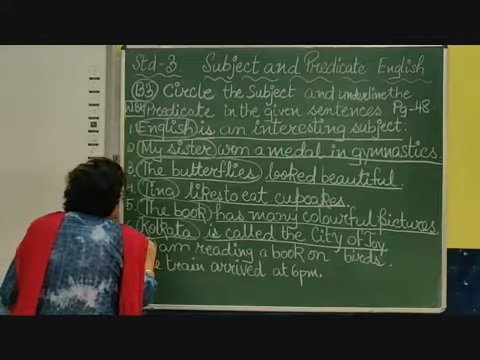 Std-3. Subject and Predicate English
B3 Circle the Subject and underline the
Predicate in the given sentences Pg-48
1. English is an interesting subject.
2. My sister won a medal in gymnastics.
3. The butterflies looked beautiful.
4. Tina likes to eat cupcakes.
5. The book has many colourful pictures
Kolkata is called the City of Joy
am reading a book on birds.
train arrived at 6pm.